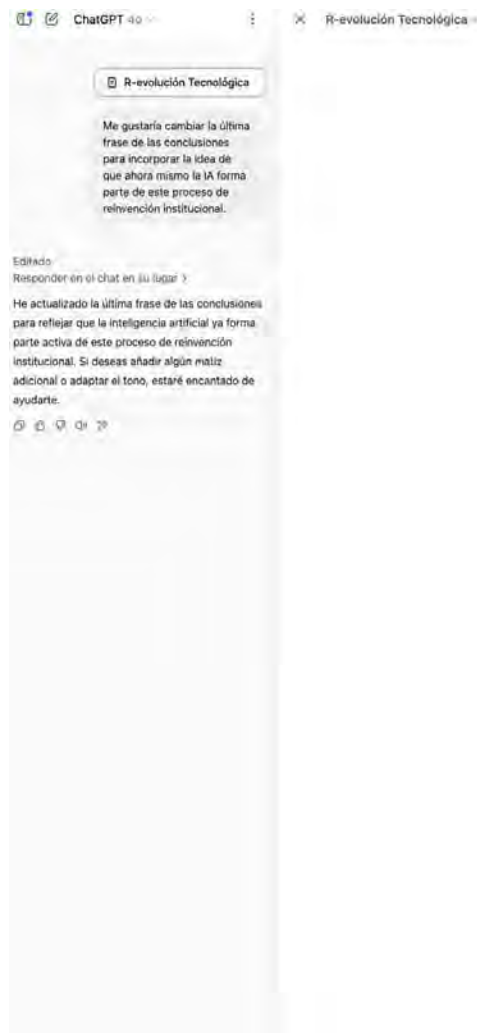 ChatGPT 4o
R-evolución Tecnológica
R-evolución Tecnológica
Me gustaría cambiar la última
frase de las conclusiones
para incorporar la idea de
que ahora mismo la IA forma
parte de este proceso de
reinvención institucional.
Editado
Responder en el chat en su lugar >
He actualizado la última frase de las conclusiones
para reflejar que la inteligencia artificial ya forma
parte activa de este proceso de reinvención
institucional. Si deseas añadir algún matiz
adicional o adaptar el tono, estaré encantado de
ayudarte.